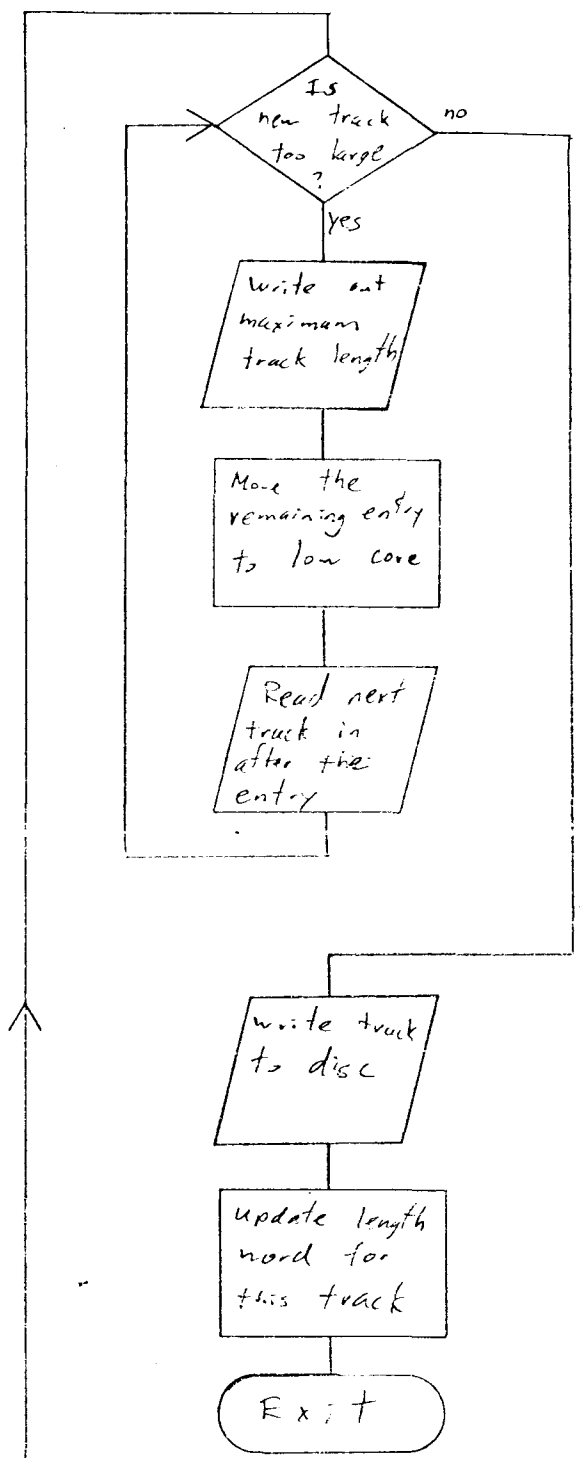 Is
new track
too large
?
no
yes
Write out
maximum
track length
Move the
remaining entry
to low core
Read next
track in
after the
entry
write track
to disc
update length
word for
this track
Exit